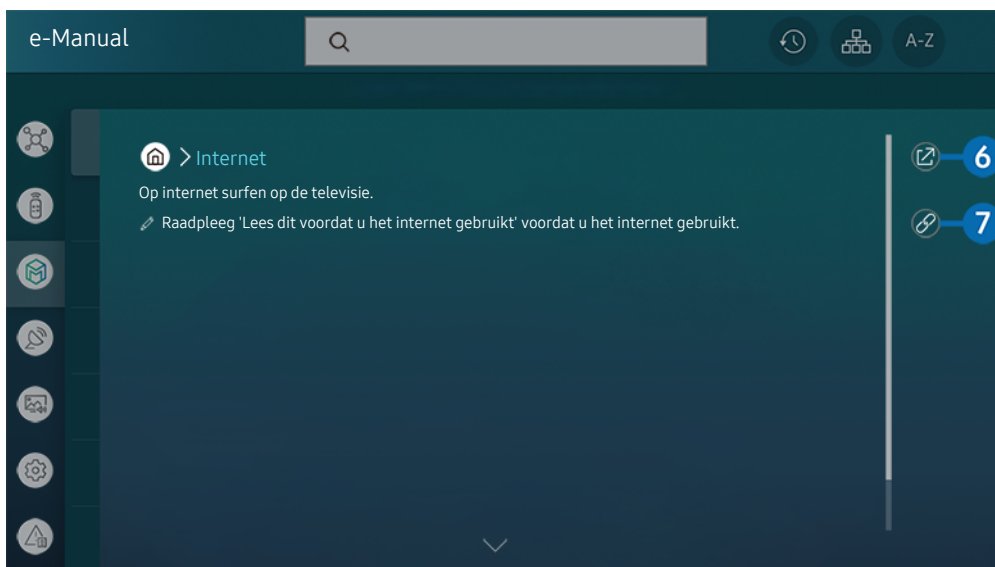 e-Manual
A-Z
Internet
6
Op internet surfen op de televisie.
Raadpleeg 'Lees dit voordat u het internet gebruikt' voordat u het internet gebruikt.
7